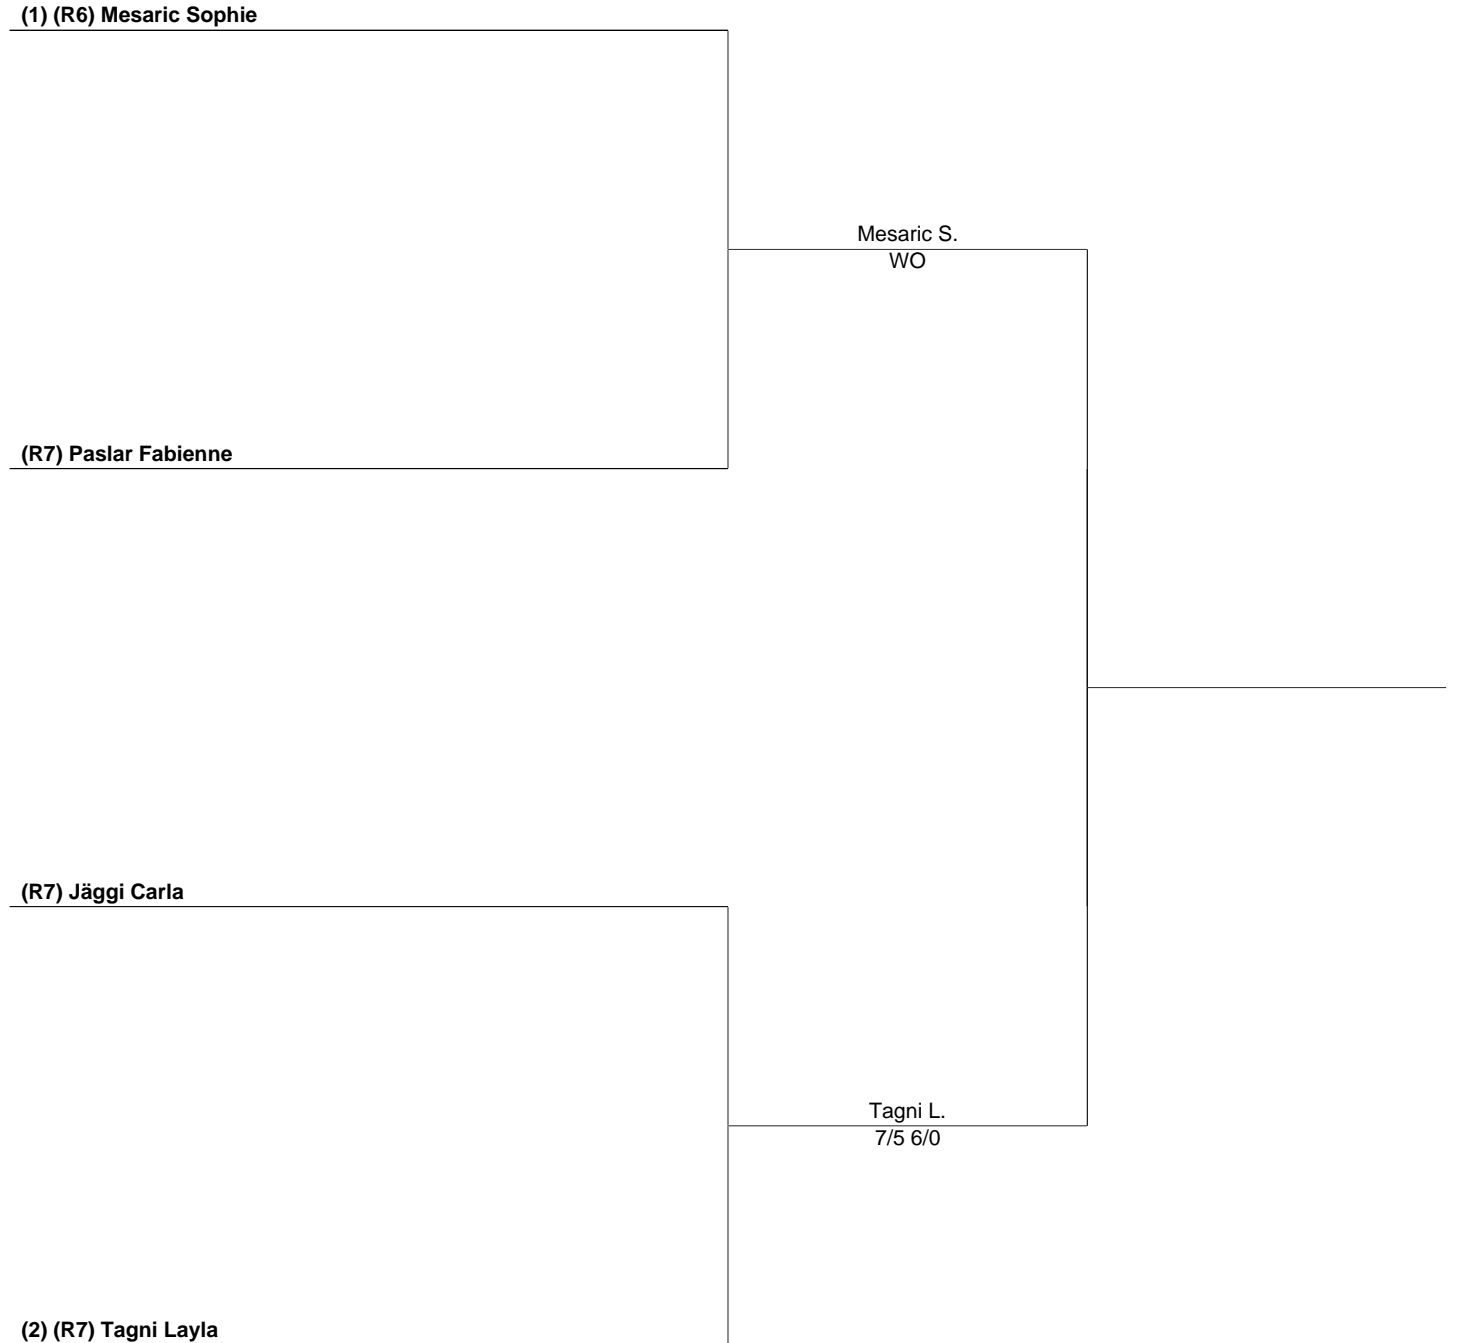 (1) (R6) Mesaric Sophie
Mesaric S.
WO
(R7) Paslar Fabienne
(R7) Jäggi Carla
Tagni L.
7/5 6/0
(2) (R7) Tagni Layla